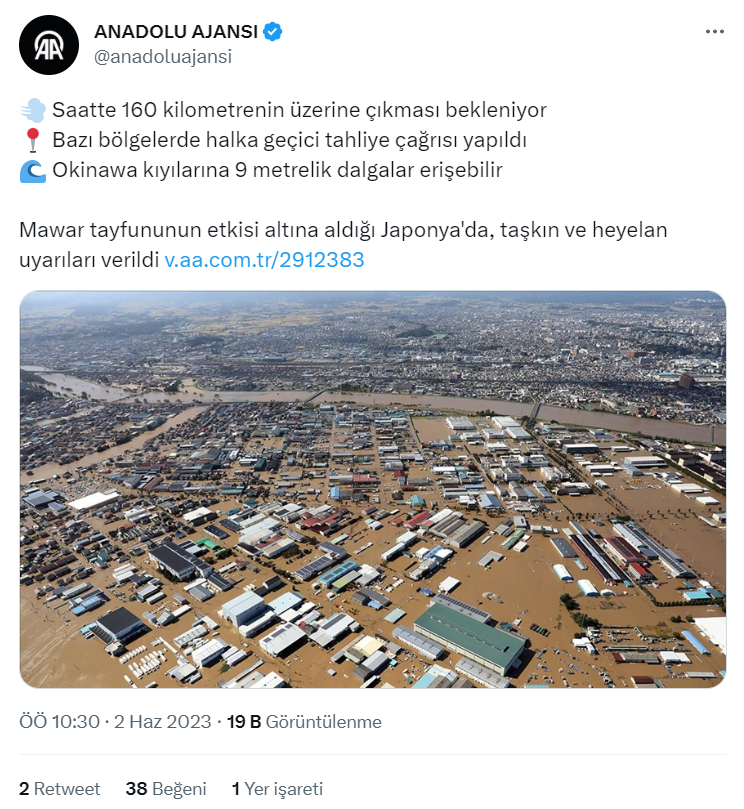 ANADOLU AJANSI
@anadoluajansi
Saatte 160 kilometrenin üzerine çıkması bekleniyor
Bazı bölgelerde halka geçici tahliye çağrısı yapıldı
Okinawa kıyılarına 9 metrelik dalgalar erişebilir
Mawar tayfununun etkisi altına aldığı Japonya'da, taşkın ve heyelan
uyarıları verildi v.aa.com.tr/2912383
ÖÖ 10:30 · 2 Haz 2023 · 19 B Görüntülenme
2 Retweet 38 Beğeni 1 Yer işareti